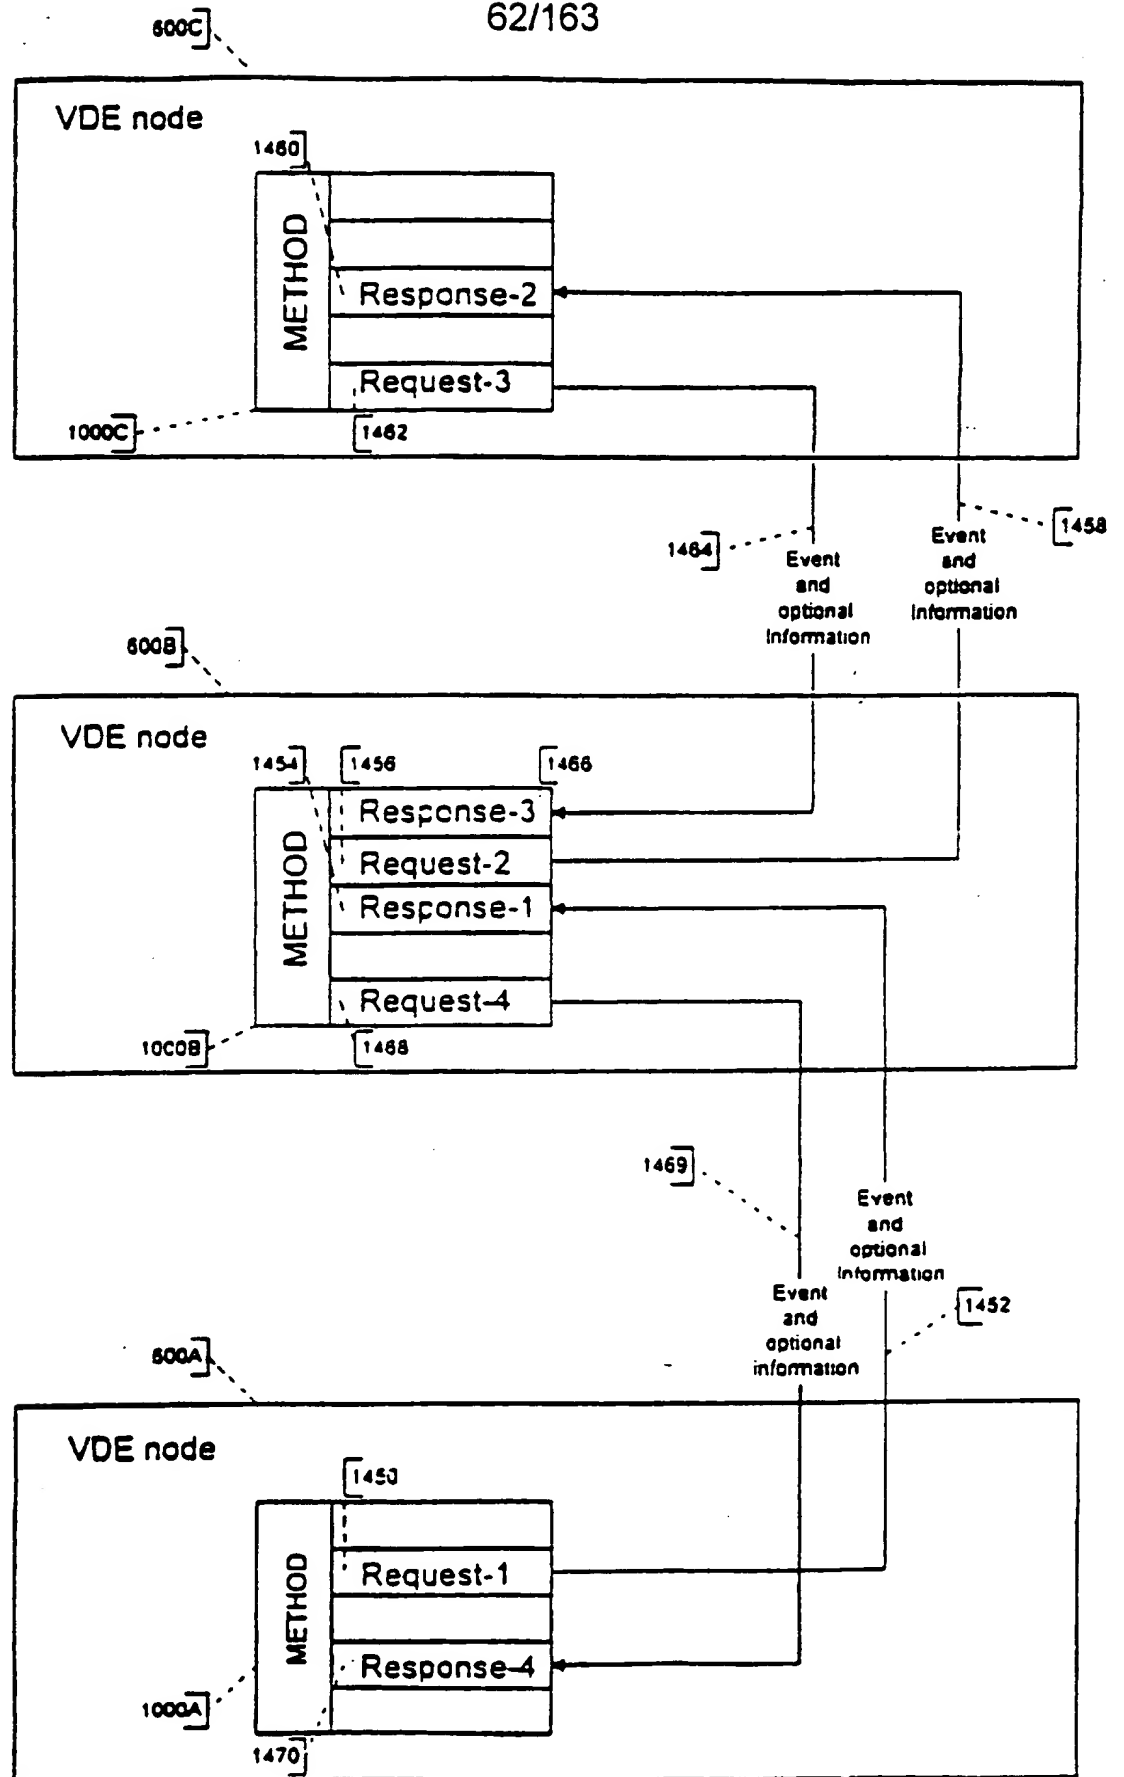 62/163
600C
VDE node
1460
METHOD
Response-2
Request-3
1000C
1462
1464
Event
and
optional
Information
Event
and
optional
Information
1458
600B
VDE node
1454
1456
1466
METHOD
Response-3
Request-2
Response-1
Request-4
1000B
1468
1469
Event
and
optional
Information
Event
and
optional
information
1452
600A
VDE node
1450
METHOD
Request-1
Response-4
1000A
1470